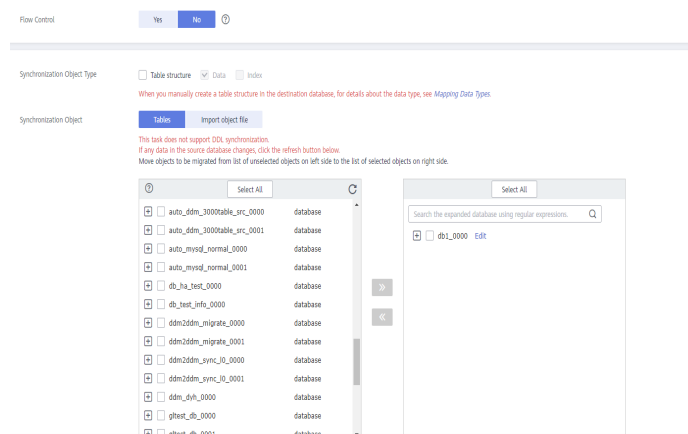 Flow Control
Yes
No
Synchronization Object Type
Table structure
Data
Index
When you manually create a table structure in the destination database, for details about the data type, see Mapping Data Types.
Synchronization Object
Tables
Import object file
This task does not support DDL synchronization.
If any data in the source database changes, click the refresh button below.
Move objects to be migrated from list of unselected objects on left side to the list of selected objects on right side.
Select All
auto_ddm_3000table_src_0000 database
auto_ddm_3000table_src_0001 database
auto_mysql_normal_0000 database
auto_mysql_normal_0001 database
db_ha_test_0000 database
db_test_info_0000 database
ddm2ddm_migrate_0000 database
ddm2ddm_migrate_0001 database
ddm2ddm_sync_l0_0000 database
ddm2ddm_sync_l0_0001 database
ddm_dyh_0000 database
gltest_db_0000 database
gltest_db_0001 database
Select All
Search the expanded database using regular expressions.
db1_0000 Edit